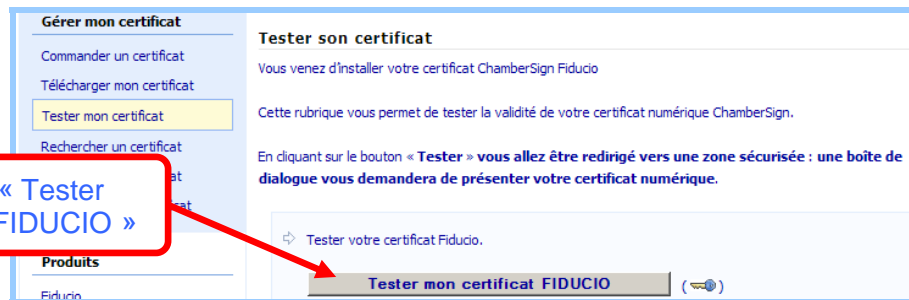 Gérer mon certificat
Commander un certificat
Télécharger mon certificat
Tester mon certificat
Rechercher un certificat
« Tester
FIDUCIO »
Produits
Fiducio
Tester son certificat
Vous venez d'installer votre certificat ChamberSign Fiducio
Cette rubrique vous permet de tester la validité de votre certificat numérique ChamberSign.
En cliquant sur le bouton « Tester » vous allez être redirigé vers une zone sécurisée : une boîte de
dialogue vous demandera de présenter votre certificat numérique.
Tester votre certificat Fiducio.
Tester mon certificat FIDUCIO